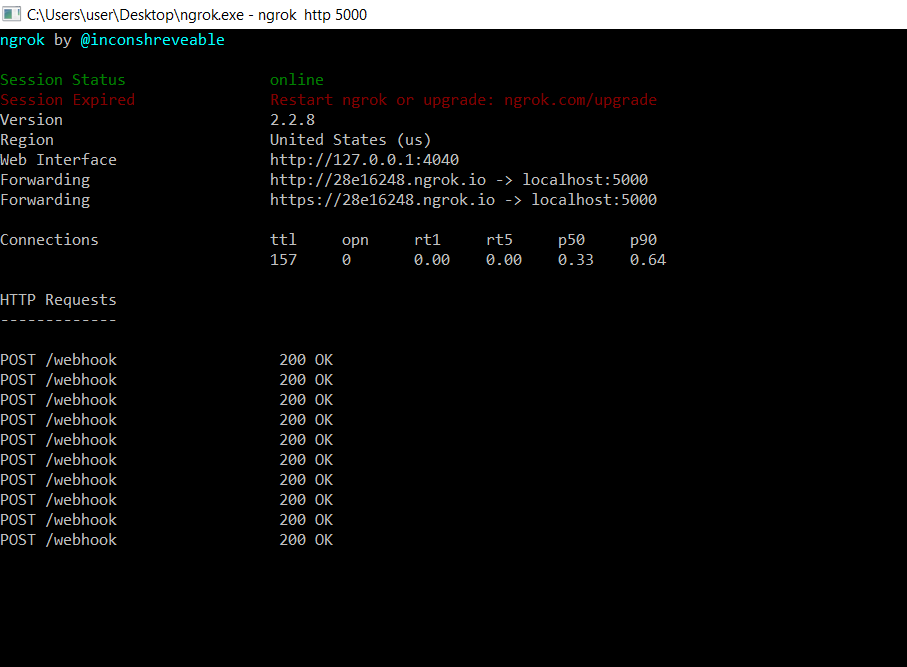 C:\Users\user\Desktop\ngrok.exe - ngrok  http 5000
ngrok by @inconshreveable
Session Status                online
Session Expired               Restart ngrok or upgrade: ngrok.com/upgrade
Version                       2.2.8
Region                        United States (us)
Web Interface                 http://127.0.0.1:4040
Forwarding                    http://28e16248.ngrok.io -> localhost:5000
Forwarding                    https://28e16248.ngrok.io -> localhost:5000
Connections                   ttl     opn     rt1     rt5     p50     p90
                              157     0       0.00    0.00    0.33    0.64
HTTP Requests
-------------
POST /webhook                  200 OK
POST /webhook                  200 OK
POST /webhook                  200 OK
POST /webhook                  200 OK
POST /webhook                  200 OK
POST /webhook                  200 OK
POST /webhook                  200 OK
POST /webhook                  200 OK
POST /webhook                  200 OK
POST /webhook                  200 OK